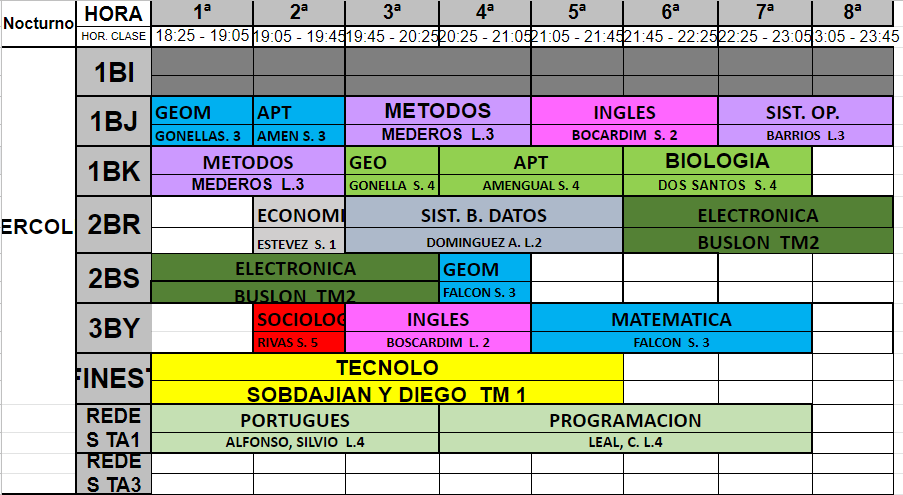 Nocturno HORA 1ª 2ª 3ª 4ª 5ª 6ª 7ª 8ª
HOR. CLASE 18:25 - 19:05 19:05 - 19:45 19:45 - 20:25 20:25 - 21:05 21:05 - 21:45 21:45 - 22:25 22:25 - 23:05 3:05 - 23:45
ERCOL
1BI
1BJ GEOM APT METODOS INGLES SIST. OP.
GONELLAS. 3 AMEN S. 3 MEDEROS L.3 BOCARDIM S. 2 BARRIOS L.3
1BK METODOS GEO APT BIOLOGIA
MEDEROS L.3 GONELLA S. 4 AMENGUAL S. 4 DOS SANTOS S. 4
2BR ECONOMI SIST. B. DATOS ELECTRONICA
ESTEVEZ S. 1 DOMINGUEZ A. L.2 BUSLON TM2
2BS ELECTRONICA GEOM
BUSLON TM2 FALCON S. 3
3BY SOCIOLOG INGLES MATEMATICA
RIVAS S. 5 BOSCARDIM L. 2 FALCON S. 3
FINEST TECNOLO
SOBDAJIAN Y DIEGO TM 1
REDE PORTUGUES PROGRAMACION
S TA1 ALFONSO, SILVIO L.4 LEAL, C. L.4
REDE
S TA3